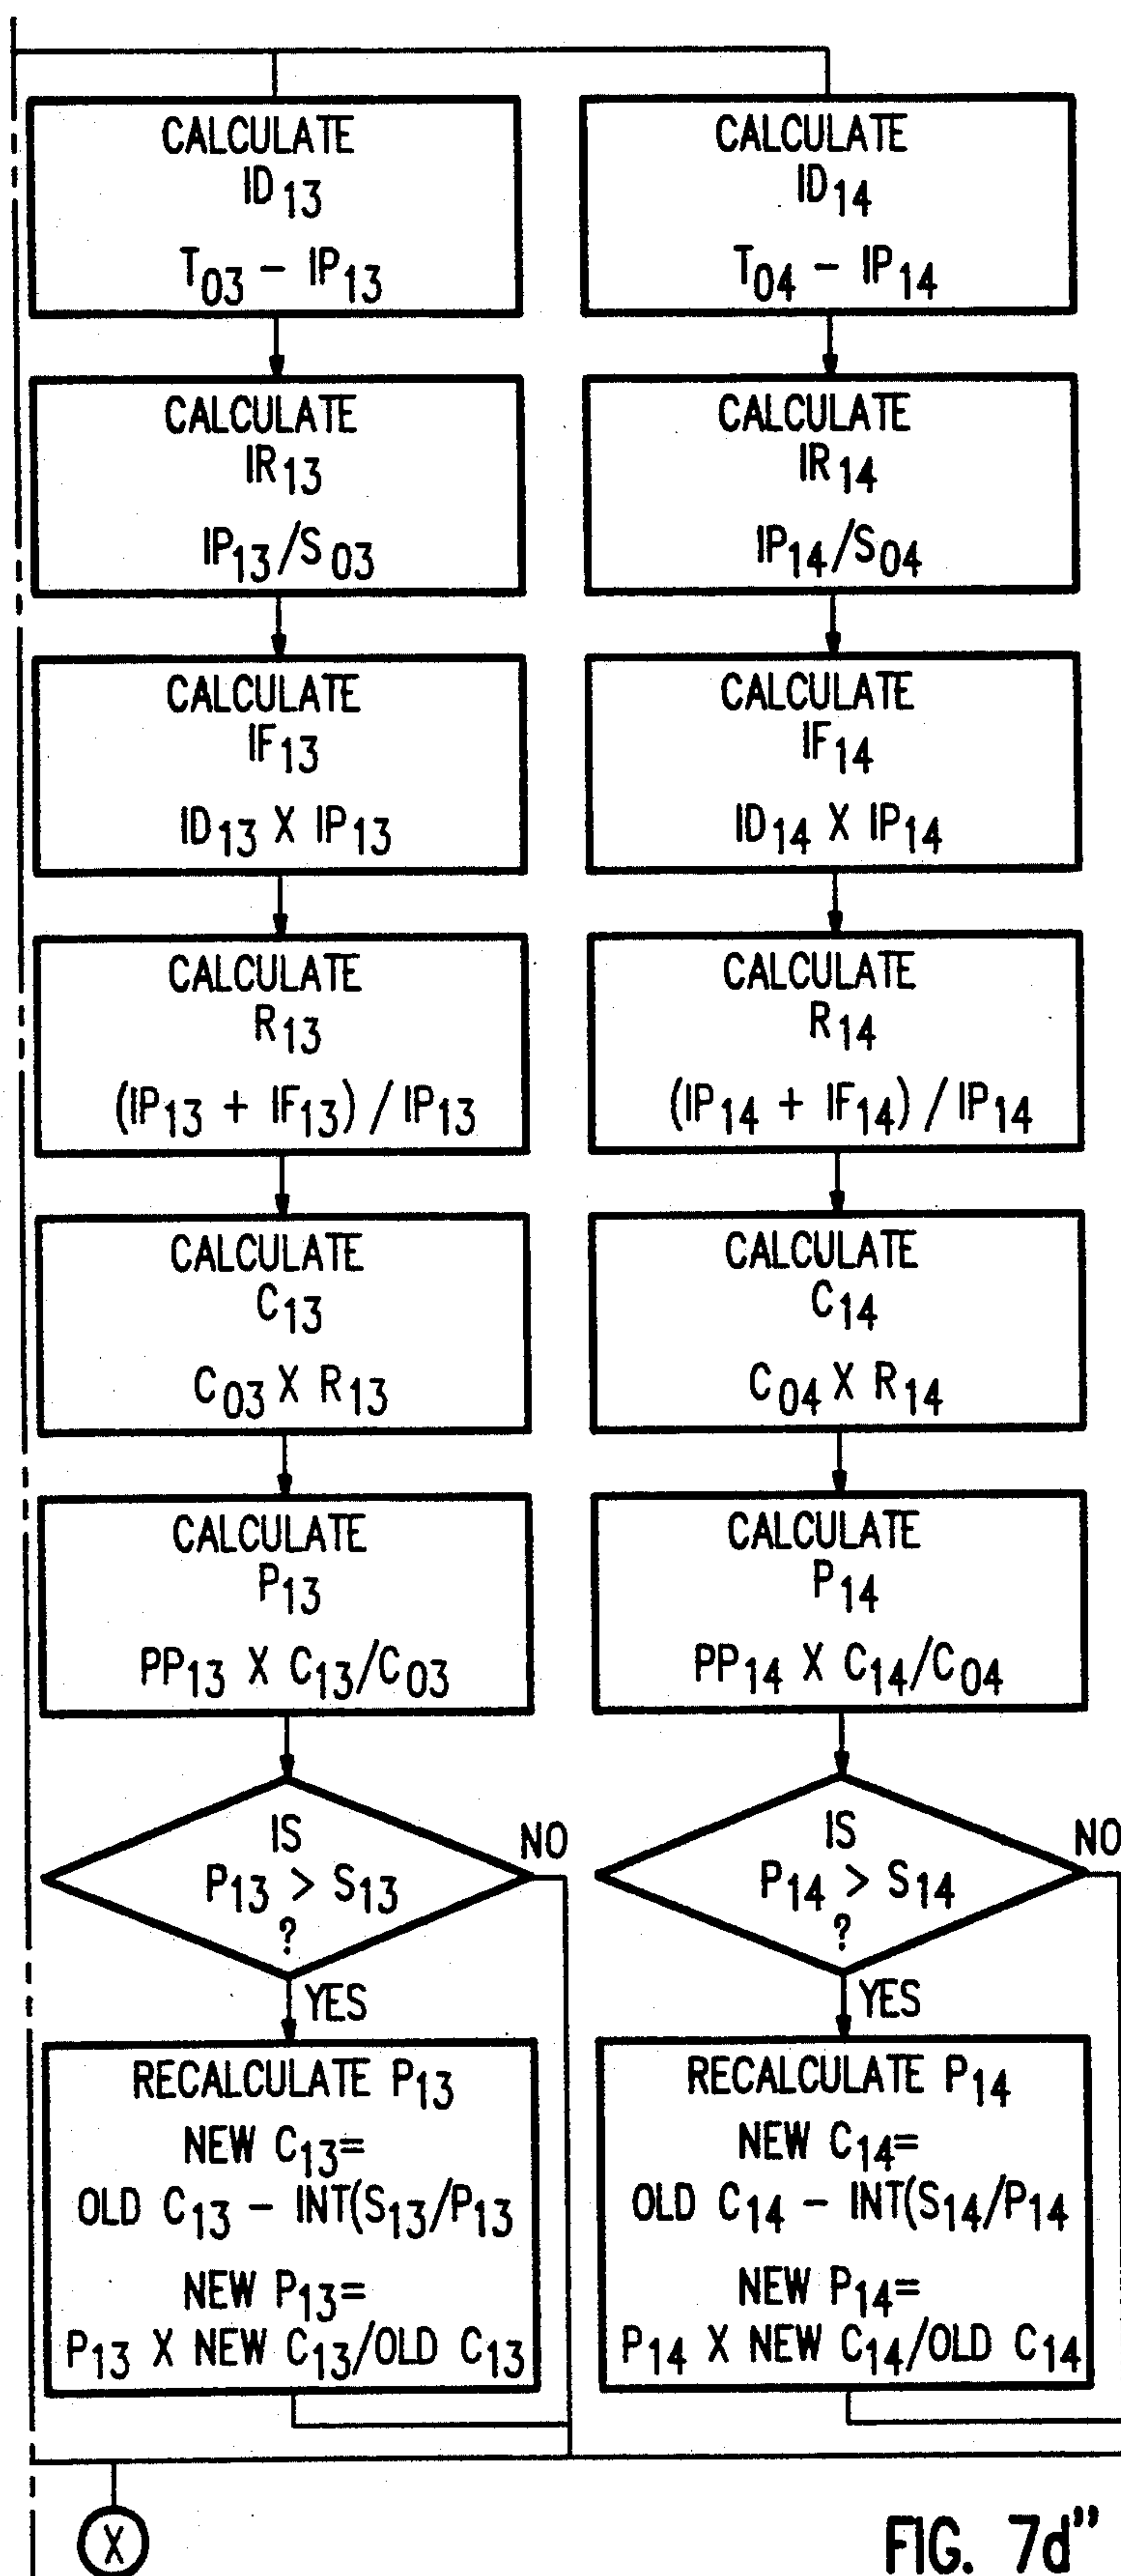 CALCULATE
ID13
T03 – IP13
CALCULATE
IR13
IP13/S03
CALCULATE
IF13
ID13 X IP13
CALCULATE
R13
(IP13 + IF13) / IP13
CALCULATE
C13
C03 X R13
CALCULATE
P13
PP13 X C13/C03
IS
P13 > S13
?
NO
YES
RECALCULATE P13
NEW C13=
OLD C13 – INT(S13/P13
NEW P13=
P13 X NEW C13/OLD C13
CALCULATE
ID14
T04 – IP14
CALCULATE
IR14
IP14/S04
CALCULATE
IF14
ID14 X IP14
CALCULATE
R14
(IP14 + IF14) / IP14
CALCULATE
C14
C04 X R14
CALCULATE
P14
PP14 X C14/C04
IS
P14 > S14
?
NO
YES
RECALCULATE P14
NEW C14=
OLD C14 – INT(S14/P14
NEW P14=
P14 X NEW C14/OLD C14
X
FIG. 7d”